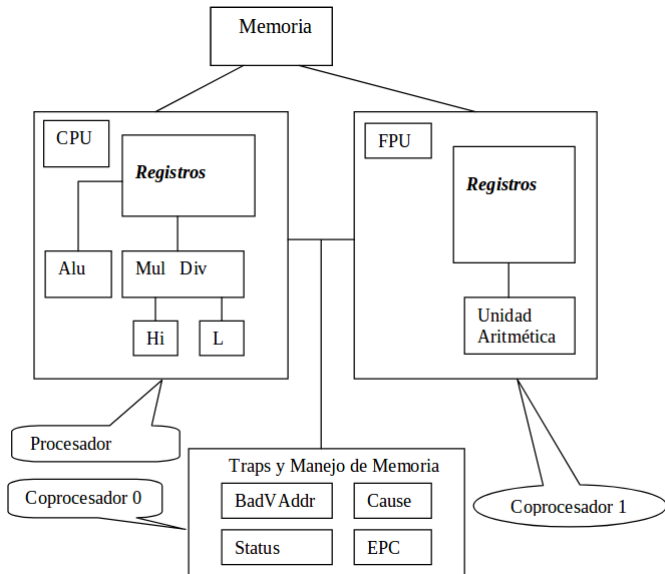 Memoria
CPU
Registros
Alu
Mul Div
Hi
L
FPU
Registros
Unidad
Aritmética
Procesador
Traps y Manejo de Memoria
Coprocesador 0
BadVAddr
Cause
Status
EPC
Coprocesador 1